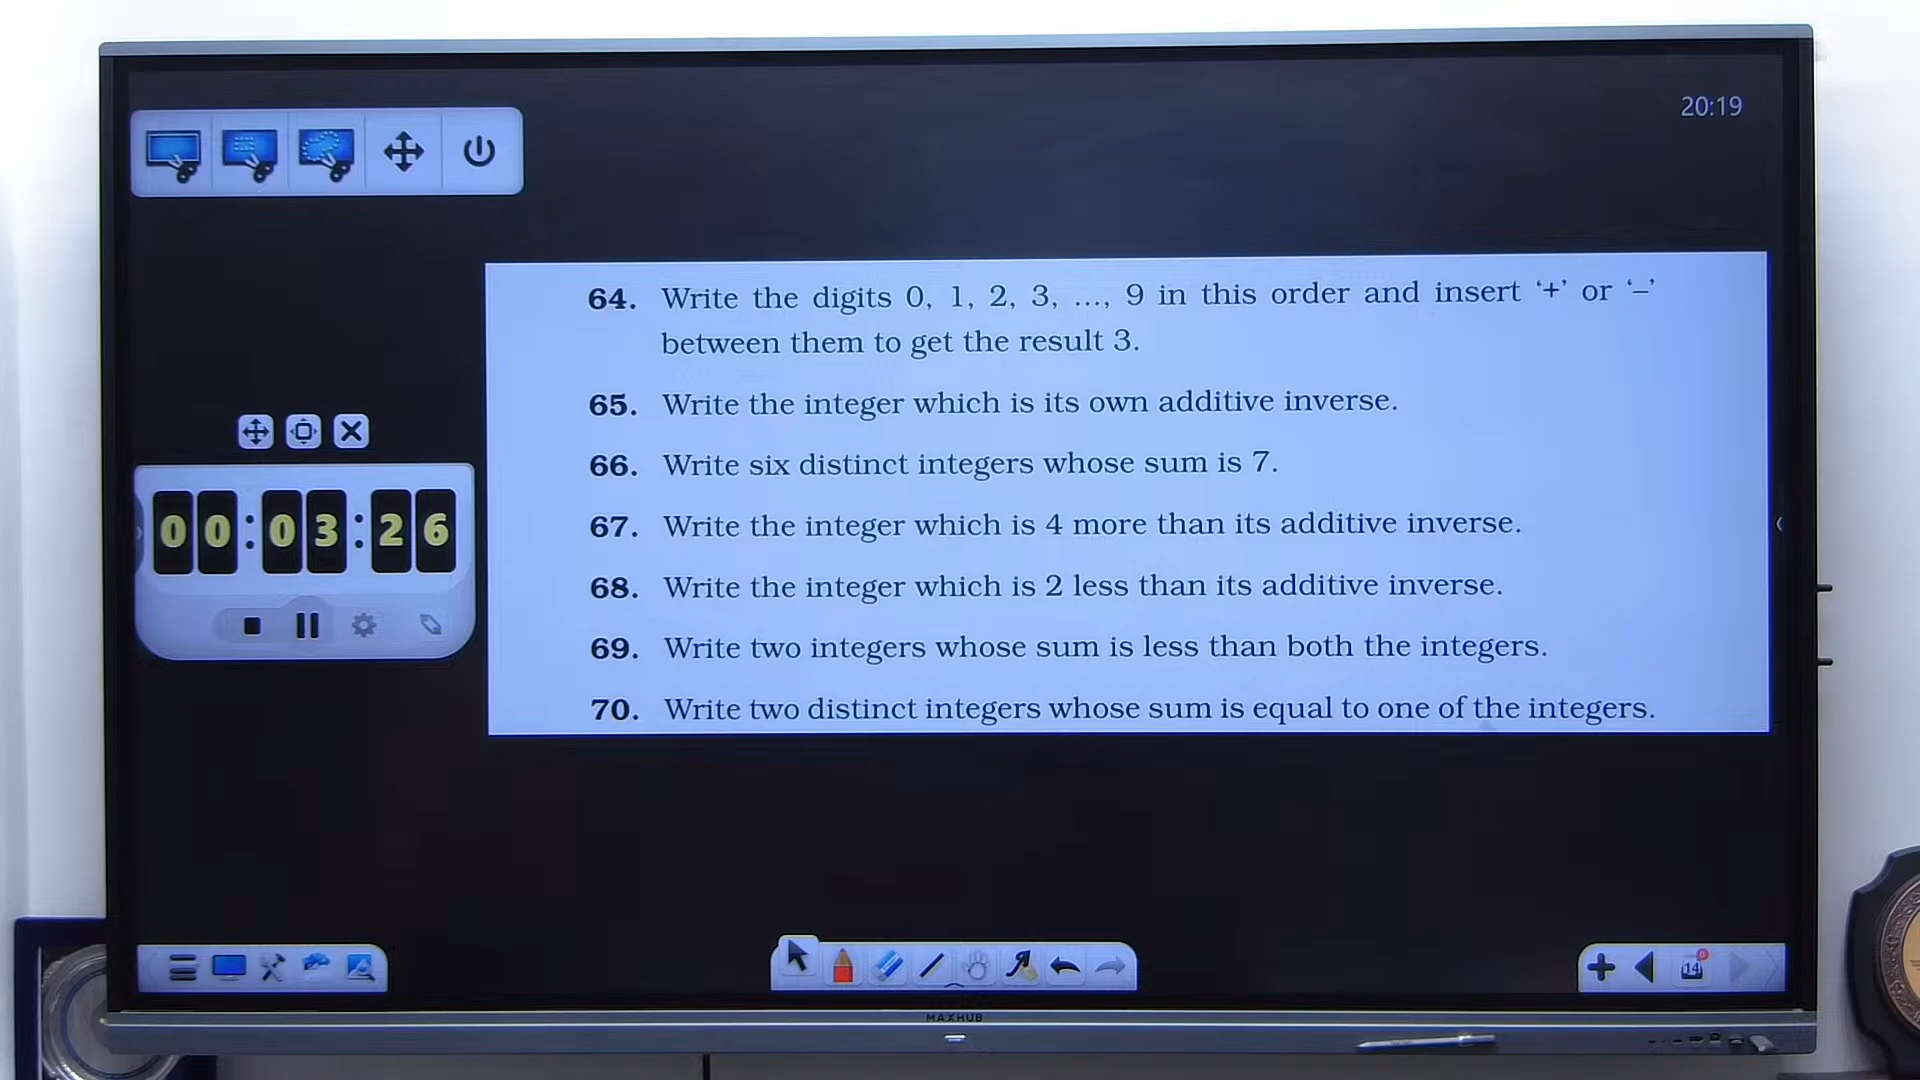 20:19
64. Write the digits 0, 1, 2, 3, ..., 9 in this order and insert ‘+’ or ‘–’
between them to get the result 3.
65. Write the integer which is its own additive inverse.
66. Write six distinct integers whose sum is 7.
67. Write the integer which is 4 more than its additive inverse.
68. Write the integer which is 2 less than its additive inverse.
69. Write two integers whose sum is less than both the integers.
70. Write two distinct integers whose sum is equal to one of the integers.
00:03:26
14
MAXHUB